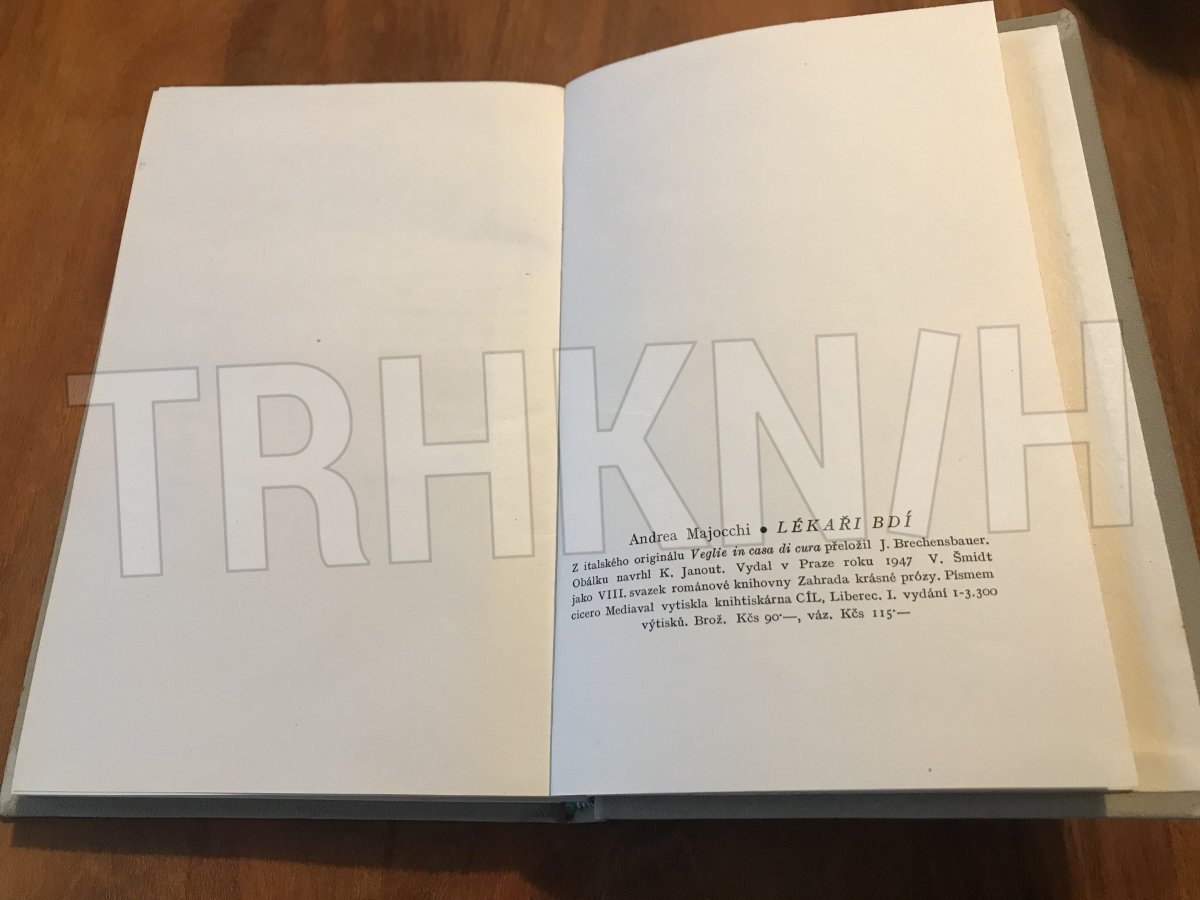 TRHKN/H
Andrea Majocchi • LÉKAŘI BDÍ
Z italského originálu Veglie in casa di cura přeložil J. Brechensbauer.
Obálku navrhl K. Janout. Vydal v Praze roku 1947 V. Šmidt
jako VIII. svazek románové knihovny Zahrada krásné prózy. Písmem
cicero Mediaval vytiskla knihtiskárna CÍL, Liberec. I. vydání 1-3.300
výtisků. Brož. Kčs 90·—, váz. Kčs 115·—